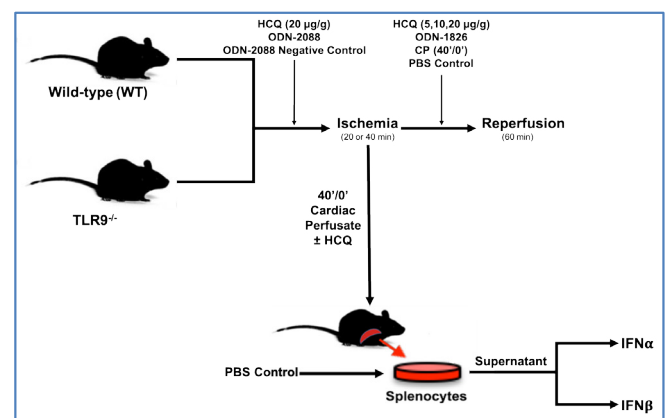 HCQ (20 µg/g)
ODN-2088
ODN-2088 Negative Control
HCQ (5,10,20 µg/g)
ODN-1826
CP (40'/0')
PBS Control
Wild-type (WT)
Ischemia
(20 or 40 min)
Reperfusion
(60 min)
TLR9-/-
40'/0'
Cardiac
Perfusate
± HCQ
PBS Control
Splenocytes
Supernatant
IFNα
IFNβ